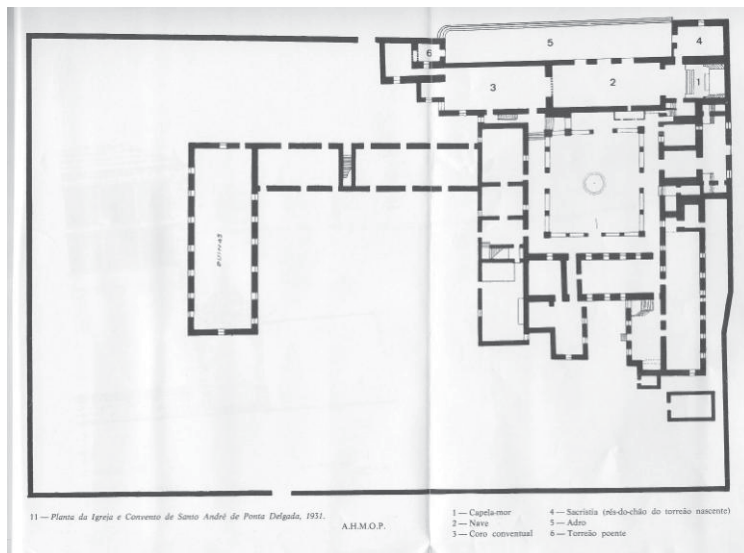 6
5
4
3
2
1
11 — Planta da Igreja e Convento de Santo André de Ponta Delgada, 1931.
A.H.M.O.P.
1 — Capela-mor
2 — Nave
3 — Coro conventual
4 — Sacristia (rés-do-chão do torreão nascente)
5 — Adro
6 — Torreão poente